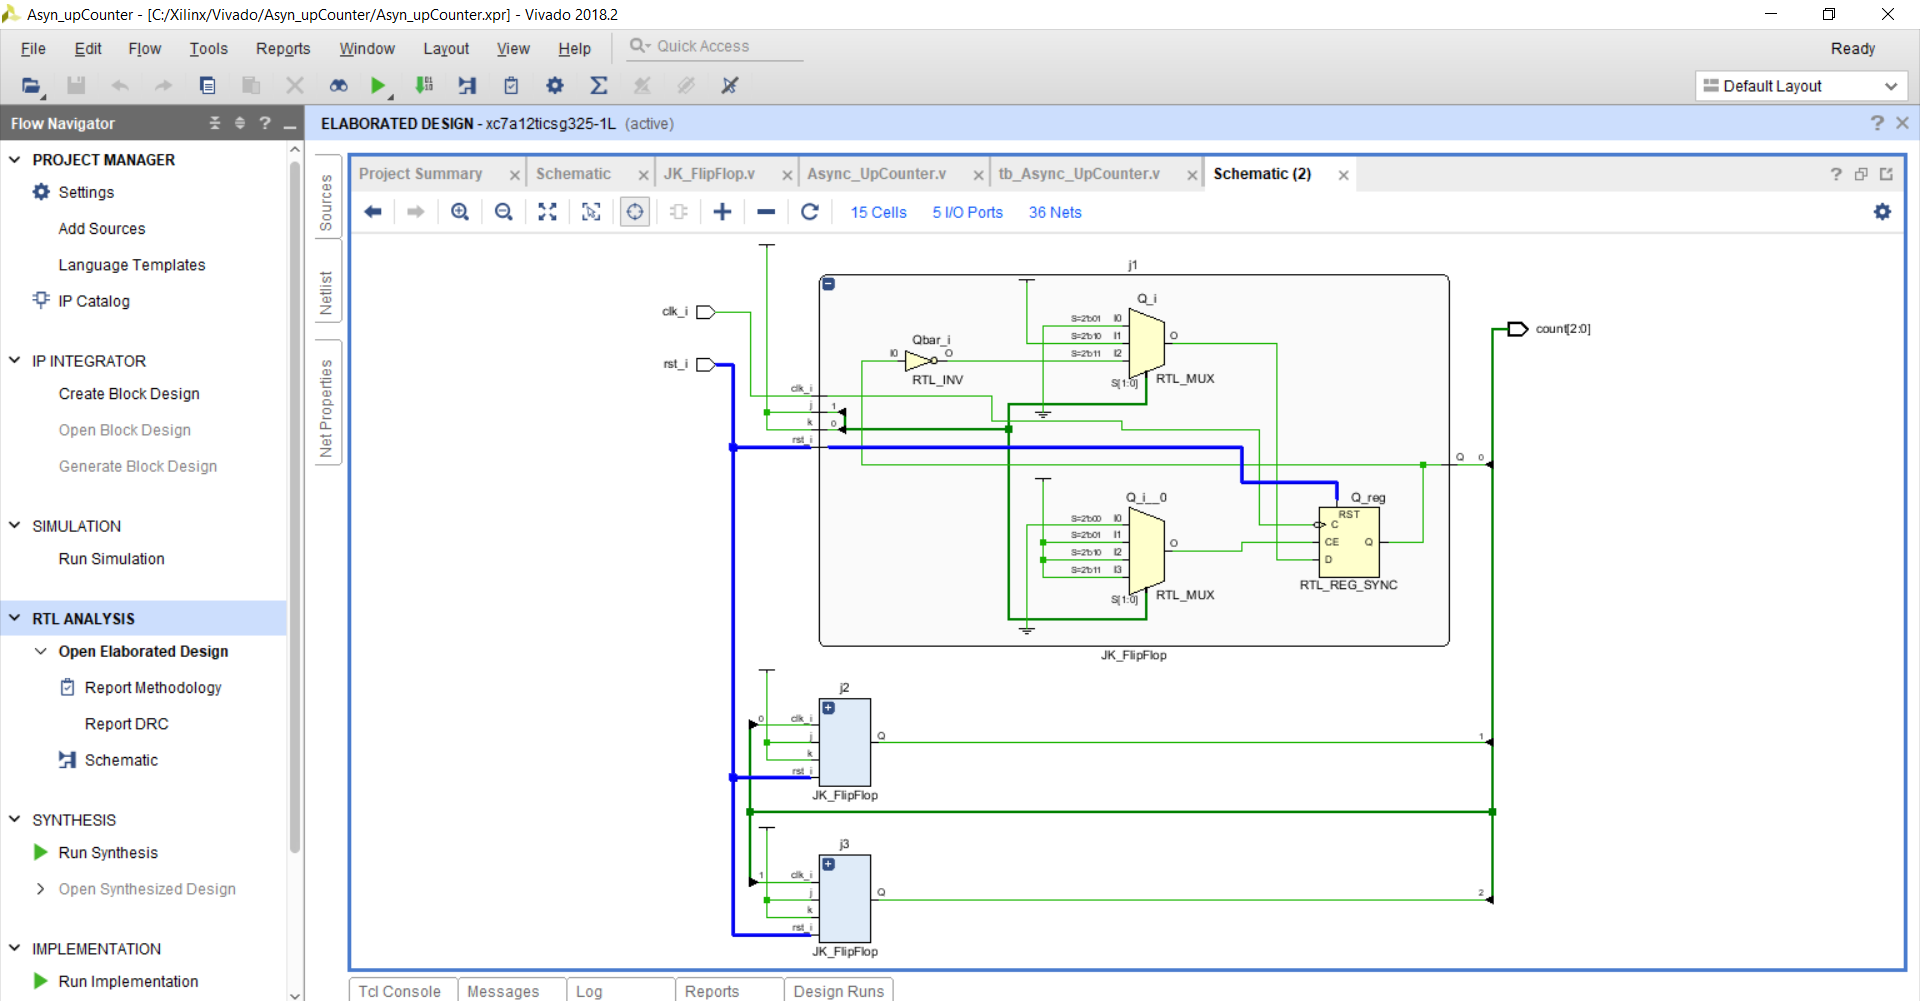 Asyn_upCounter - [C:/Xilinx/Vivado/Asyn_upCounter/Asyn_upCounter.xpr] - Vivado 2018.2
File Edit Flow Tools Reports Window Layout View Help Quick Access Ready
Default Layout
Flow Navigator
ELABORATED DESIGN - xc7a12ticsg325-1L (active)
PROJECT MANAGER
Settings
Add Sources
Language Templates
IP Catalog
IP INTEGRATOR
Create Block Design
Open Block Design
Generate Block Design
SIMULATION
Run Simulation
RTL ANALYSIS
Open Elaborated Design
Report Methodology
Report DRC
Schematic
SYNTHESIS
Run Synthesis
Open Synthesized Design
IMPLEMENTATION
Run Implementation
Sources
Netlist
Net Properties
Project Summary Schematic JK_FlipFlop.v Async_UpCounter.v tb_Async_UpCounter.v Schematic (2)
15 Cells 5 I/O Ports 36 Nets
clk_i
rst_i
j1
Qbar_i
I0 O
RTL_INV
Q_i
S=2'b01 I0
S=2'b10 I1 O
S=2'b11 I2
S[1:0] RTL_MUX
clk_i
j 1
k 0
rst_i
Q 0
count[2:0]
Q_i__0
S=2'b00 I0
S=2'b01 I1
S=2'b10 I2 O
S=2'b11 I3
S[1:0] RTL_MUX
Q_reg
RST
C
CE Q
D
RTL_REG_SYNC
JK_FlipFlop
j2
0 clk_i
j Q 1
k
rst_i
JK_FlipFlop
j3
1 clk_i
j Q 2
k
rst_i
JK_FlipFlop
Tcl Console Messages Log Reports Design Runs